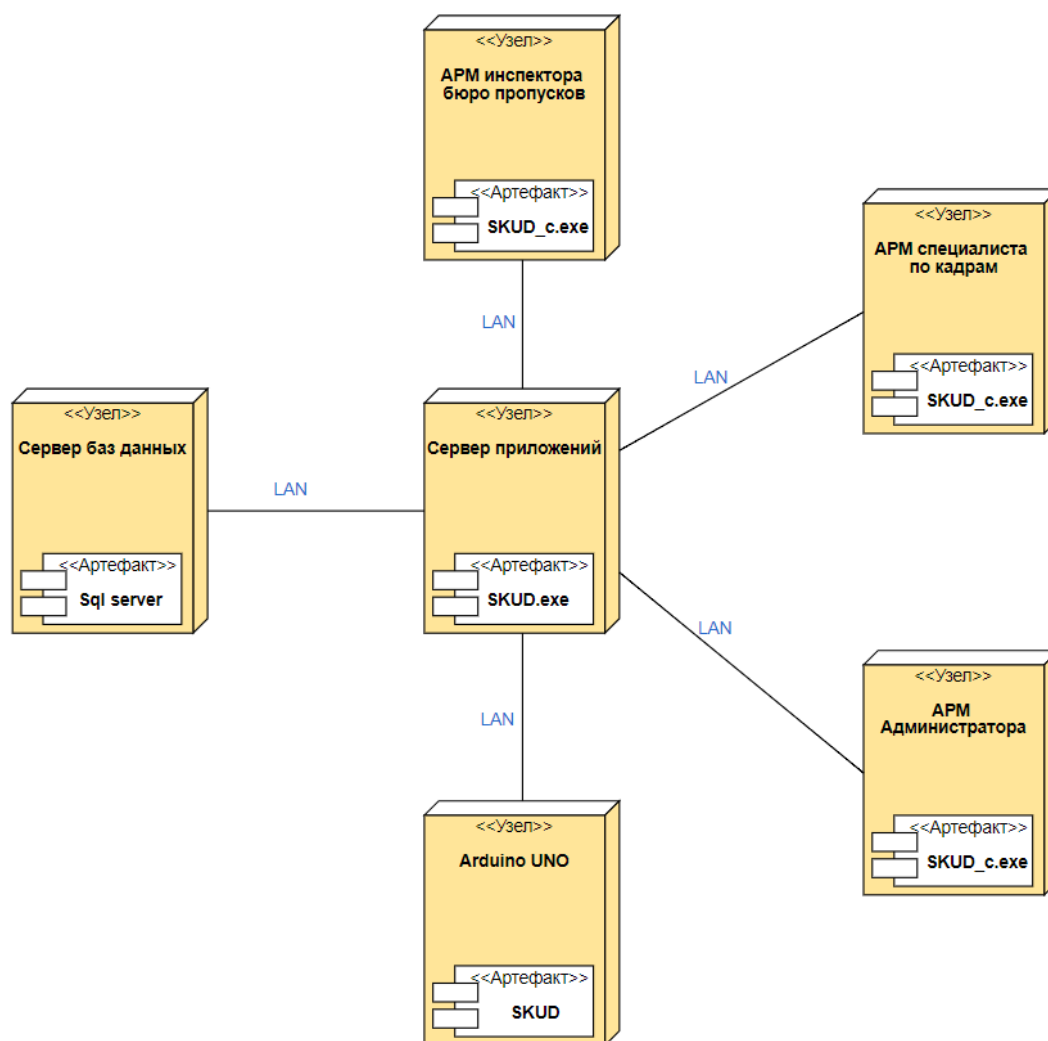 <<Узел>>
АРМ инспектора
бюро пропусков
<<Артефакт>>
SKUD_c.exe
LAN
<<Узел>>
АРМ специалиста
по кадрам
<<Артефакт>>
SKUD_c.exe
LAN
<<Узел>>
Сервер баз данных
<<Артефакт>>
Sql server
LAN
<<Узел>>
Сервер приложений
<<Артефакт>>
SKUD.exe
LAN
<<Узел>>
АРМ
Администратора
<<Артефакт>>
SKUD_c.exe
LAN
<<Узел>>
Arduino UNO
<<Артефакт>>
SKUD